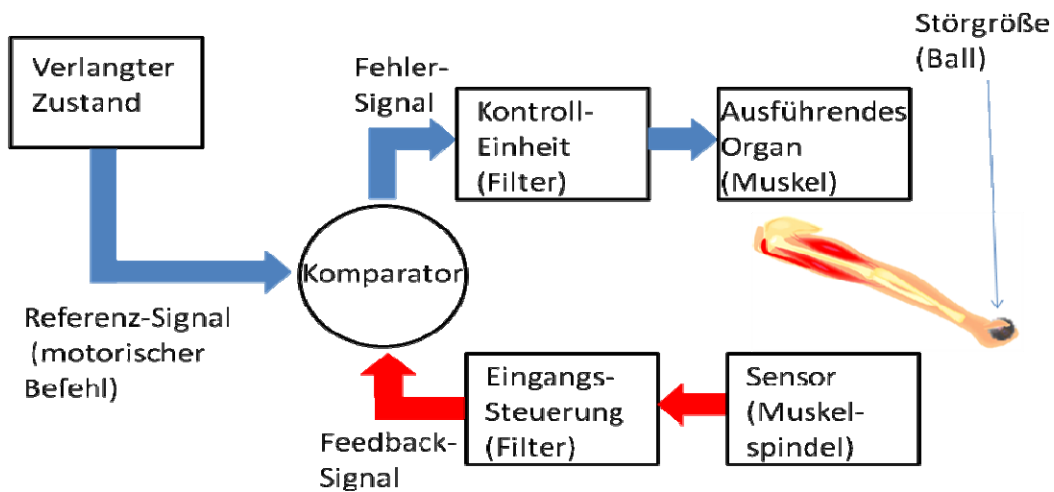 Verlangter
Zustand
Fehler-
Signal
Kontroll-
Einheit
(Filter)
Ausführendes
Organ
(Muskel)
Störgröße
(Ball)
Komparator
Referenz-Signal
(motorischer
Befehl)
Feedback-
Signal
Eingangs-
Steuerung
(Filter)
Sensor
(Muskel-
spindel)